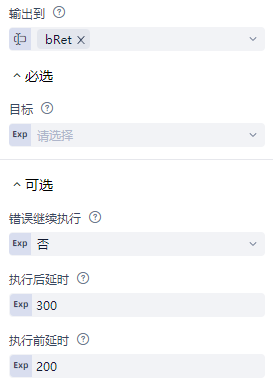 输出到
bRet
必选
目标
Exp 请选择
可选
错误继续执行
Exp 否
执行后延时
Exp 300
执行前延时
Exp 200